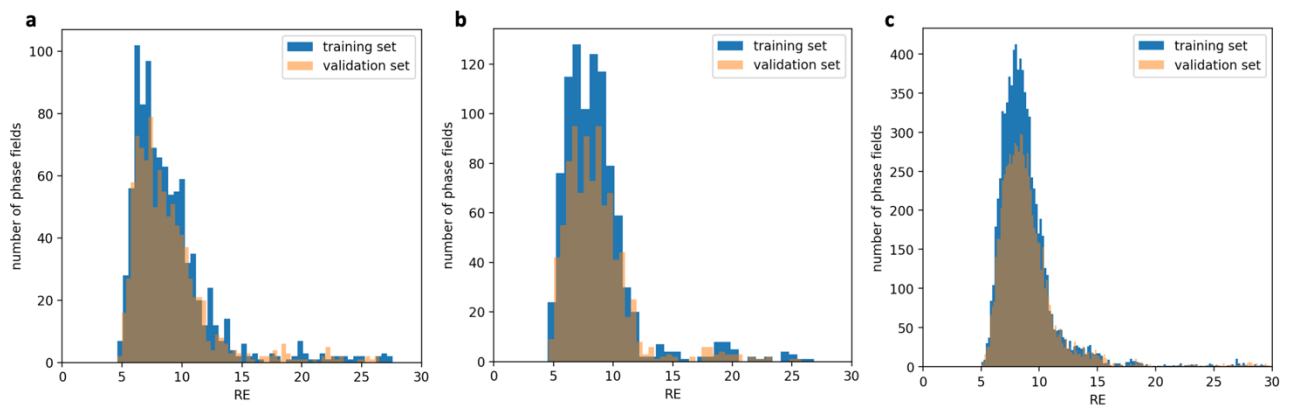 a
number of phase fields
100
80
60
40
20
0
training set
validation set
0 5 10 15 20 25 30
RE
b
number of phase fields
120
100
80
60
40
20
0
training set
validation set
0 5 10 15 20 25 30
RE
c
number of phase fields
400
350
300
250
200
150
100
50
0
training set
validation set
0 5 10 15 20 25 30
RE